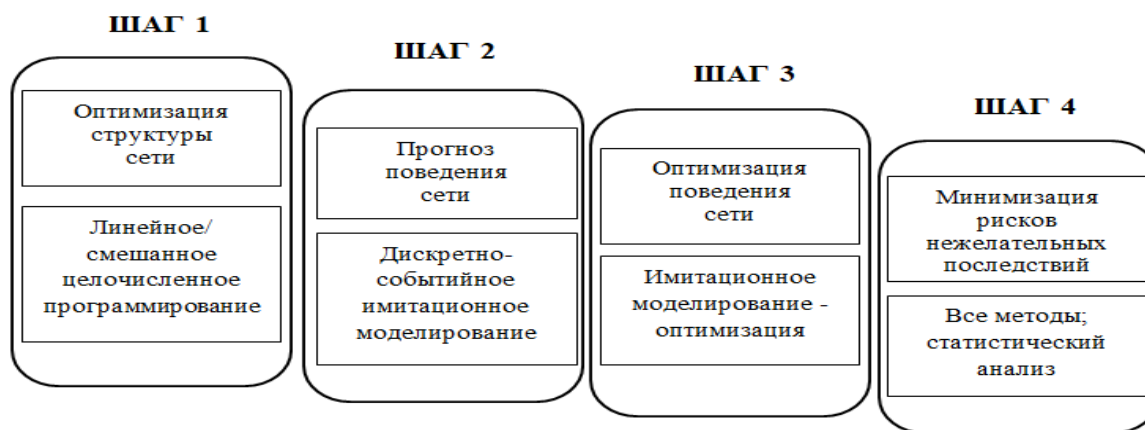 ШАГ 1
Оптимизация
структуры
сети
Линейное/
смешанное
целочисленное
программирование
ШАГ 2
Прогноз
поведения
сети
Дискретно-
событийное
имитационное
моделирование
ШАГ 3
Оптимизация
поведения
сети
Имитационное
моделирование -
оптимизация
ШАГ 4
Минимизация
рисков
нежелательных
последствий
Все методы;
статистический
анализ